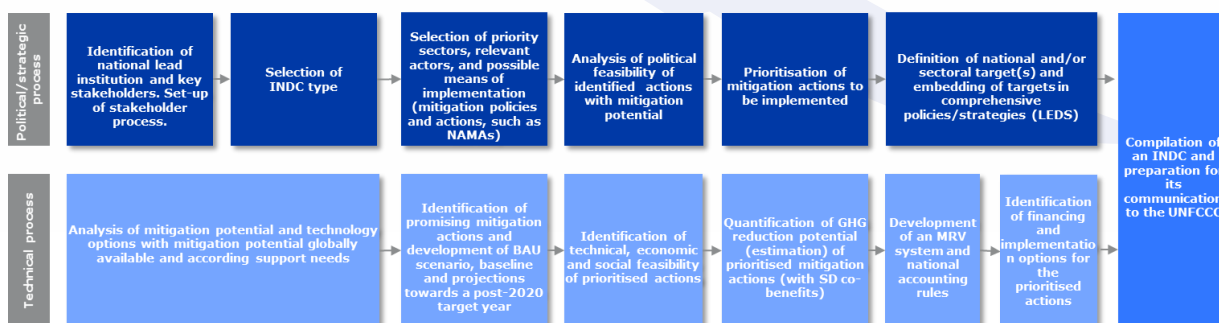 Political/strategic
process
Identification of
national lead
institution and key
stakeholders. Set-up
of stakeholder
process.
Selection of
INDC type
Selection of priority
sectors, relevant
actors, and possible
means of
implementation
(mitigation policies
and actions, such as
NAMAs)
Analysis of political
feasibility of
identified actions
with mitigation
potential
Prioritisation of
mitigation actions to
be implemented
Definition of national and/or
sectoral target(s) and
embedding of targets in
comprehensive
policies/strategies (LEDS)
Technical process
Analysis of mitigation potential and technology
options with mitigation potential globally
available and according support needs
Identification of
promising mitigation
actions and
development of BAU
scenario, baseline
and projections
towards a post-2020
target year
Identification of
technical, economic
and social feasibility
of prioritised actions
Quantification of GHG
reduction potential
(estimation) of
prioritised mitigation
actions (with SD co-
benefits)
Development
of an MRV
system and
national
accounting
rules
Identification
of financing
and
implementatio
n options for
the
prioritised
actions
Compilation of
an INDC and
preparation for
its
communication
to the UNFCCC